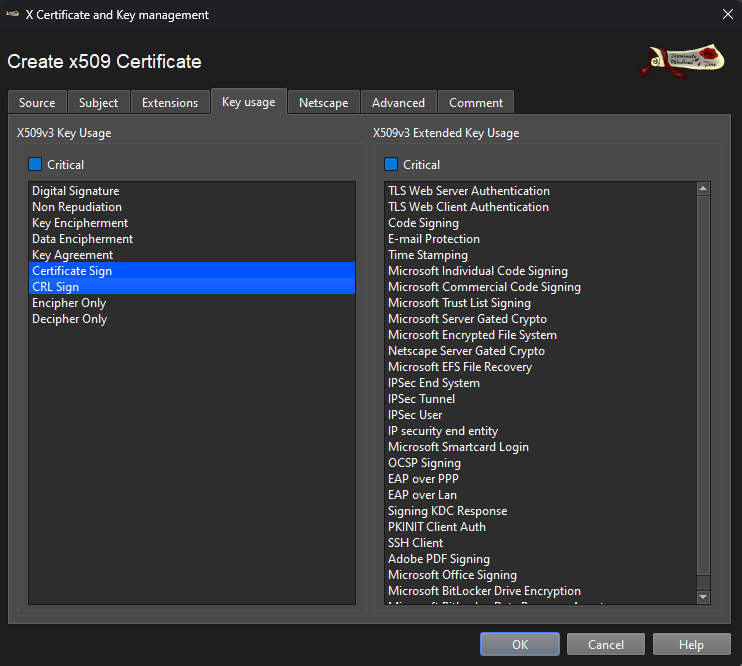 X Certificate and Key management
Create x509 Certificate
Source
Subject
Extensions
Key usage
Netscape
Advanced
Comment
X509v3 Key Usage
Critical
Digital Signature
Non Repudiation
Key Encipherment
Data Encipherment
Key Agreement
Certificate Sign
CRL Sign
Encipher Only
Decipher Only
X509v3 Extended Key Usage
Critical
TLS Web Server Authentication
TLS Web Client Authentication
Code Signing
E-mail Protection
Time Stamping
Microsoft Individual Code Signing
Microsoft Commercial Code Signing
Microsoft Trust List Signing
Microsoft Server Gated Crypto
Microsoft Encrypted File System
Netscape Server Gated Crypto
Microsoft EFS File Recovery
IPSec End System
IPSec Tunnel
IPSec User
IP security end entity
Microsoft Smartcard Login
OCSP Signing
EAP over PPP
EAP over Lan
Signing KDC Response
PKINIT Client Auth
SSH Client
Adobe PDF Signing
Microsoft Office Signing
Microsoft BitLocker Drive Encryption
OK
Cancel
Help